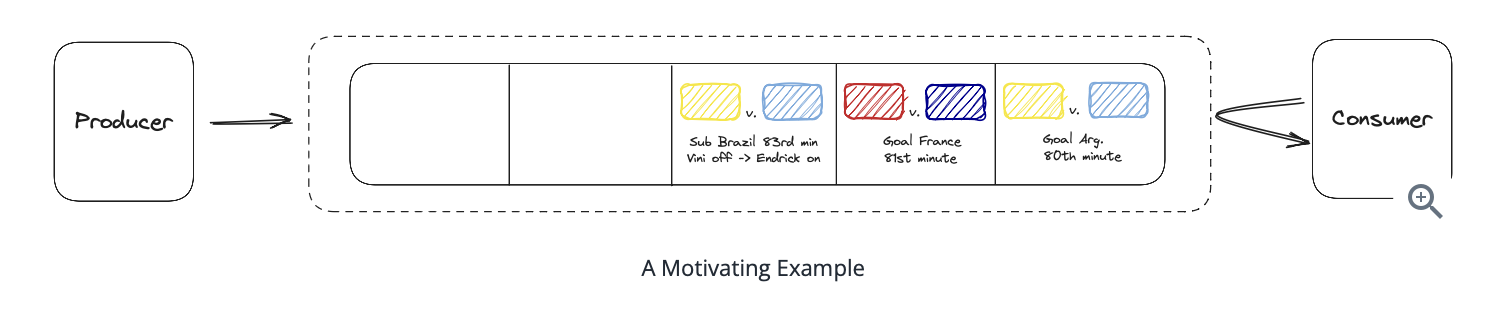 Producer
v.
Sub Brazil 83rd min
Vini off -> Endrick on
v.
Goal France
81st minute
v.
Goal Arg.
80th minute
Consumer
A Motivating Example